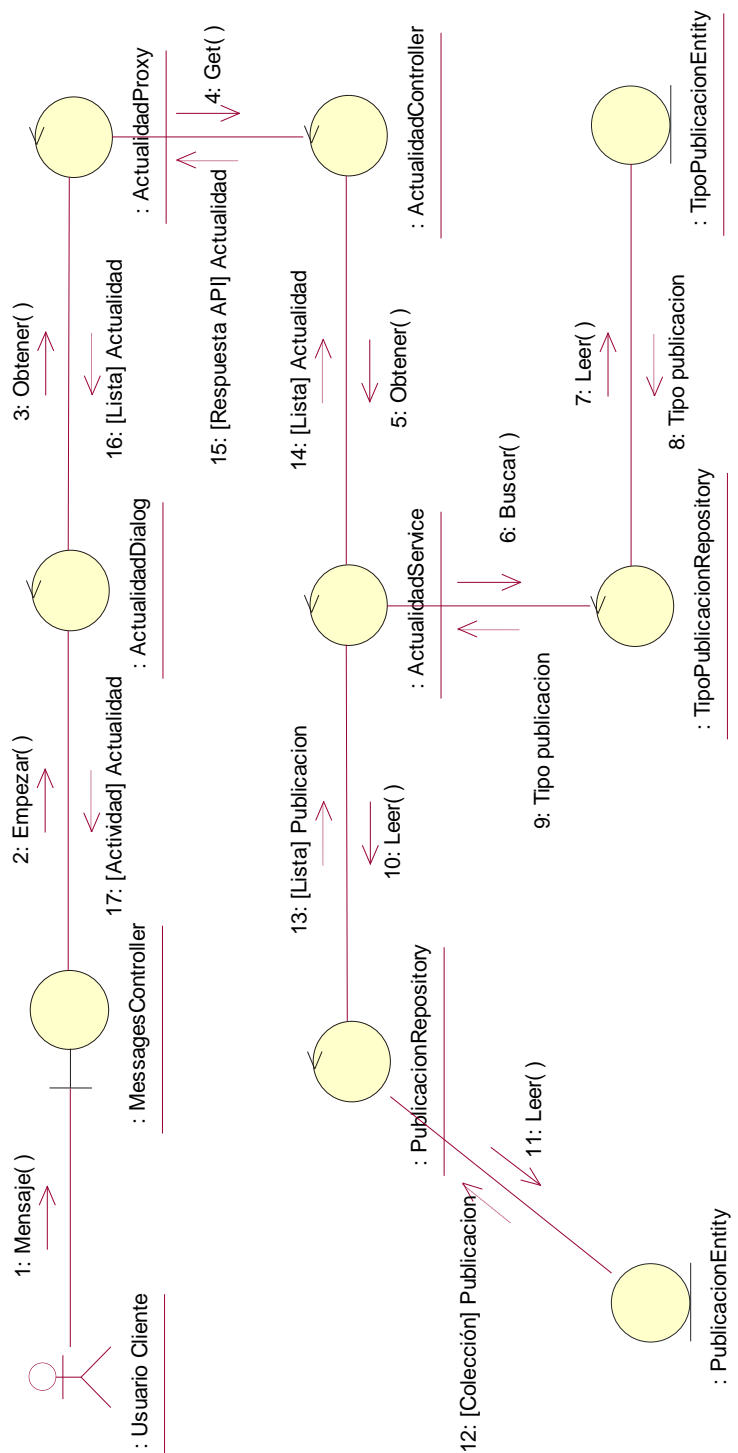 1: Mensaje( )
2: Empezar( )
3: Obtener( )
17: [Actividad] Actualidad
16: [Lista] Actualidad
: Usuario Cliente
: MessagesController
: ActualidadDialog
: ActualidadProxy
4: Get( )
15: [Respuesta API] Actualidad
13: [Lista] Publicacion
14: [Lista] Actualidad
10: Leer( )
5: Obtener( )
: PublicacionRepository
: ActualidadService
: ActualidadController
12: [Colección] Publicacion
11: Leer( )
6: Buscar( )
9: Tipo publicacion
7: Leer( )
8: Tipo publicacion
: PublicacionEntity
: TipoPublicacionRepository
: TipoPublicacionEntity